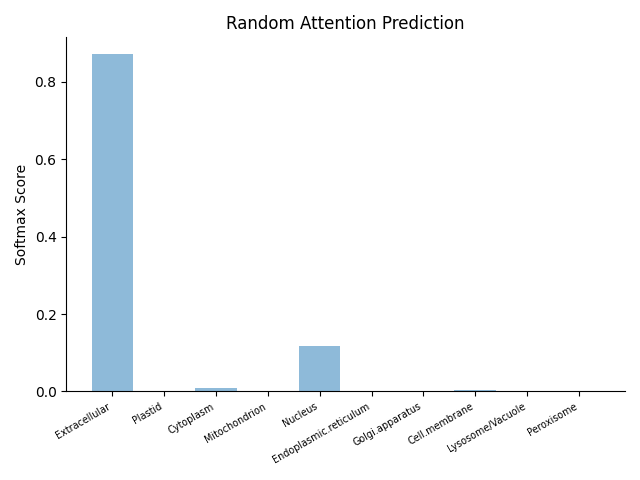 Random Attention Prediction
Softmax Score
0.8
0.6
0.4
0.2
0.0
Extracellular
Plastid
Cytoplasm
Mitochondrion
Nucleus
Endoplasmic.reticulum
Golgi.apparatus
Cell.membrane
Lysosome/Vacuole
Peroxisome